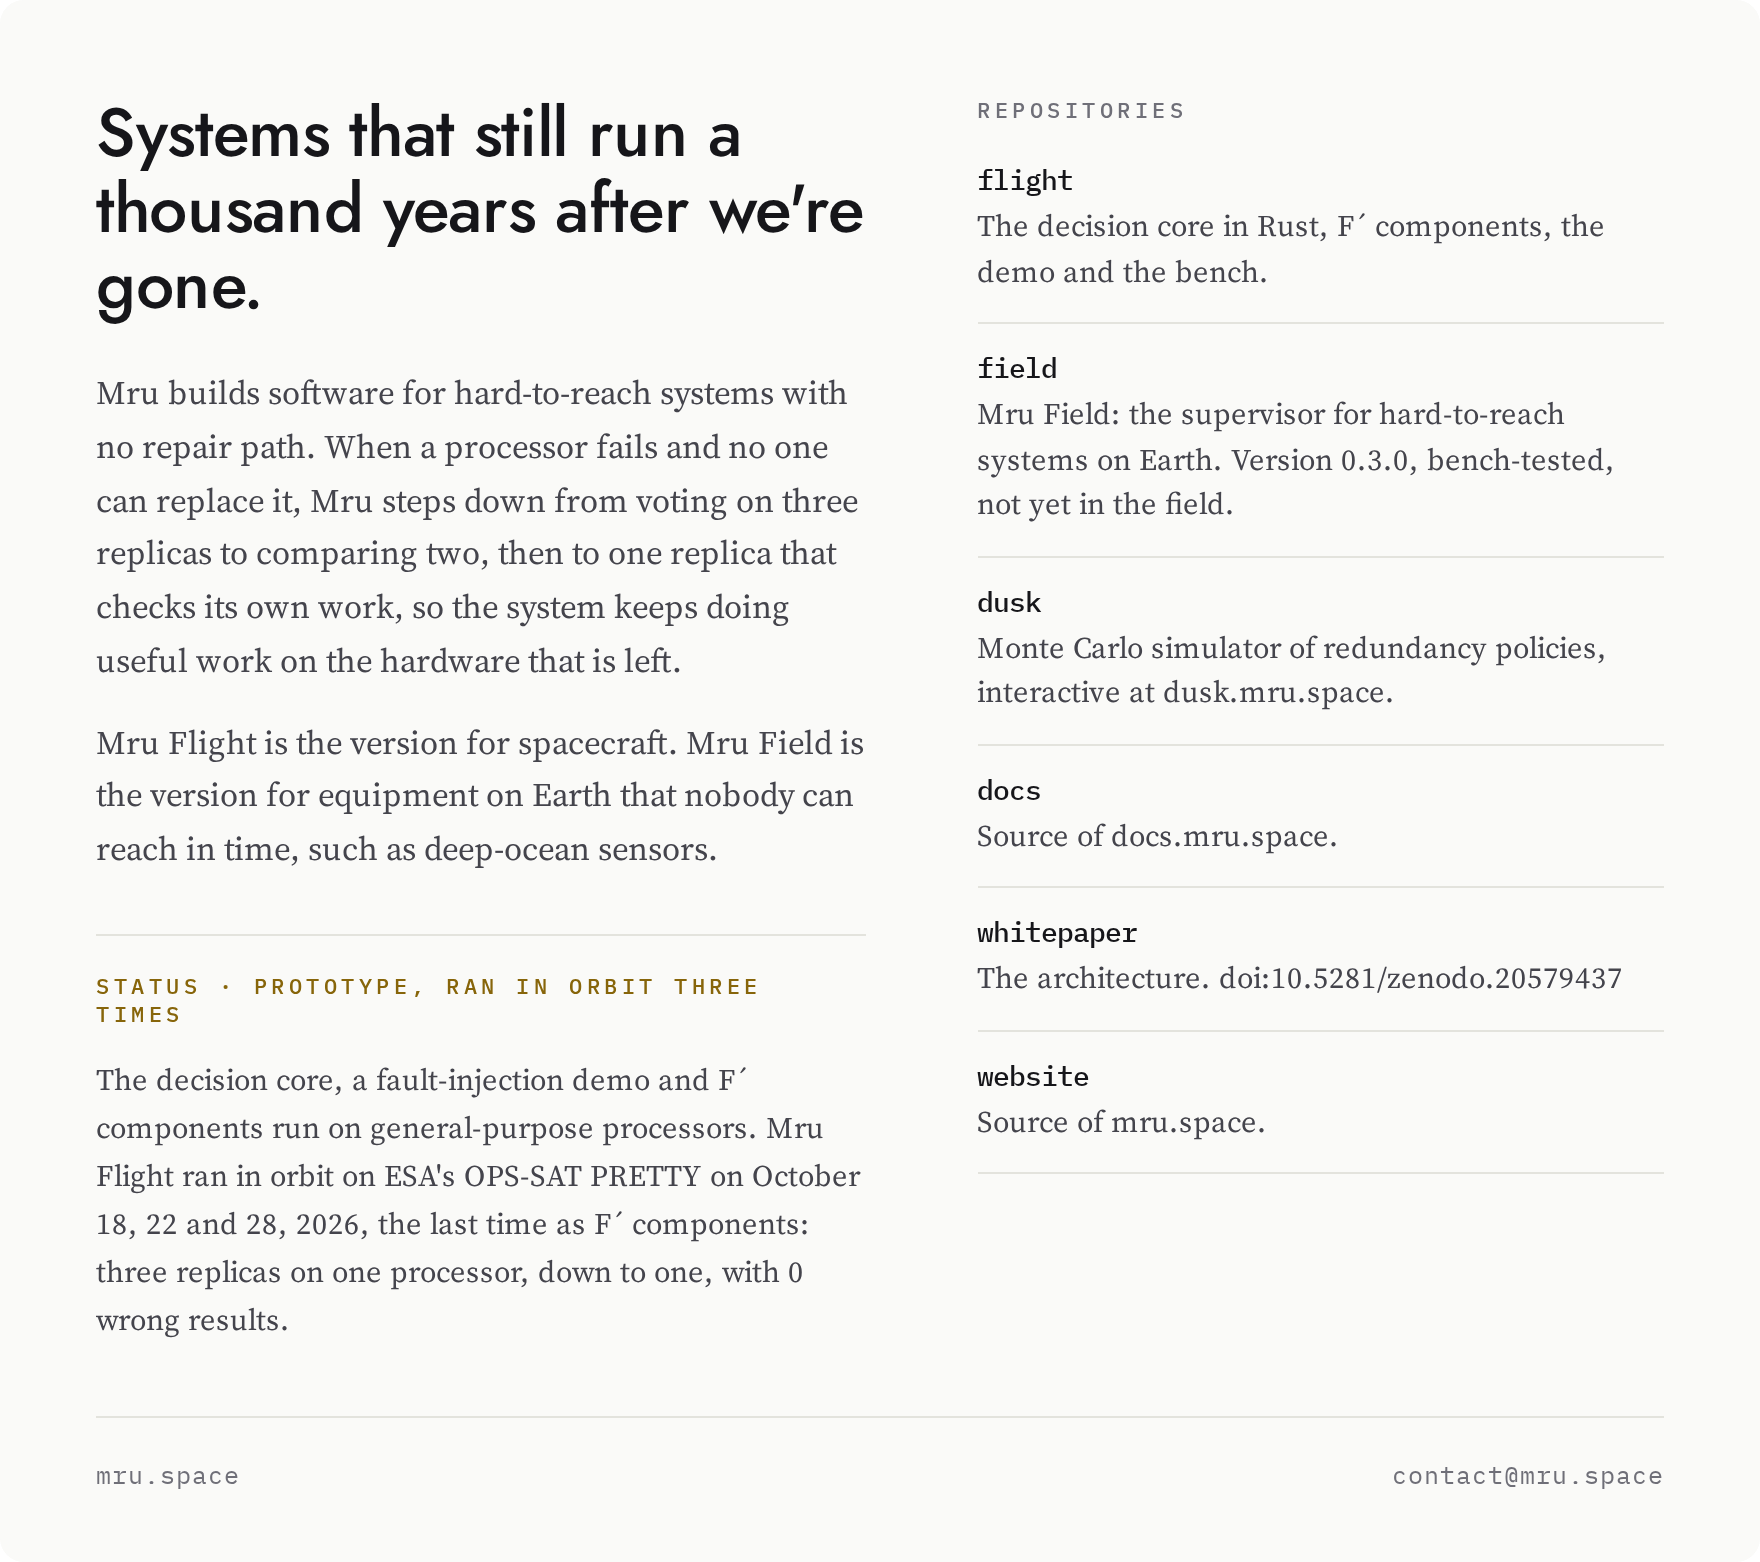 Systems that still run a
thousand years after we're
gone.
Mru builds software for hard-to-reach systems with
no repair path. When a processor fails and no one
can replace it, Mru steps down from voting on three
replicas to comparing two, then to one replica that
checks its own work, so the system keeps doing
useful work on the hardware that is left.
Mru Flight is the version for spacecraft. Mru Field is
the version for equipment on Earth that nobody can
reach in time, such as deep-ocean sensors.
STATUS · PROTOTYPE, RAN IN ORBIT THREE
TIMES
The decision core, a fault-injection demo and F´
components run on general-purpose processors. Mru
Flight ran in orbit on ESA's OPS-SAT PRETTY on October
18, 22 and 28, 2026, the last time as F´ components:
three replicas on one processor, down to one, with 0
wrong results.
REPOSITORIES
flight
The decision core in Rust, F´ components, the
demo and the bench.
field
Mru Field: the supervisor for hard-to-reach
systems on Earth. Version 0.3.0, bench-tested,
not yet in the field.
dusk
Monte Carlo simulator of redundancy policies,
interactive at dusk.mru.space.
docs
Source of docs.mru.space.
whitepaper
The architecture. doi:10.5281/zenodo.20579437
website
Source of mru.space.
mru.space
contact@mru.space